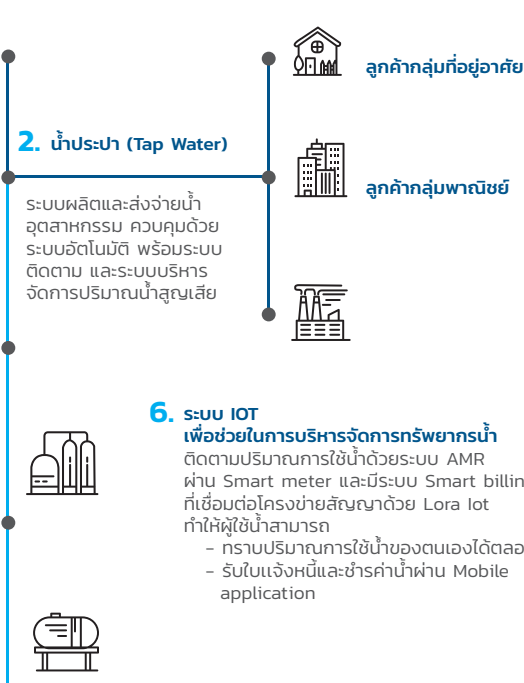 ลูกค้ากลุ่มที่อยู่อาศัย
2. น้ำประปา (Tap Water)
ลูกค้ากลุ่มพาณิชย์
ระบบผลิตและส่งจ่ายน้ำ
อุตสาหกรรม ควบคุมด้วย
ระบบอัตโนมัติ พร้อมระบบ
ติดตาม และระบบบริหาร
จัดการปริมาณน้ำสูญเสีย
6. ระบบ IOT
เพื่อช่วยในการบริหารจัดการทรัพยากรน้ำ
ติดตามปริมาณการใช้น้ำด้วยระบบ AMR
ผ่าน Smart meter และมีระบบ Smart billin
ที่เชื่อมต่อโครงข่ายสัญญาด้วย Lora Iot
ทำให้ผู้ใช้น้ำสามารถ
- ทราบปริมาณการใช้น้ำของตนเองได้ตลอ
- รับใบแจ้งหนี้และชำระค่าน้ำผ่าน Mobile
application